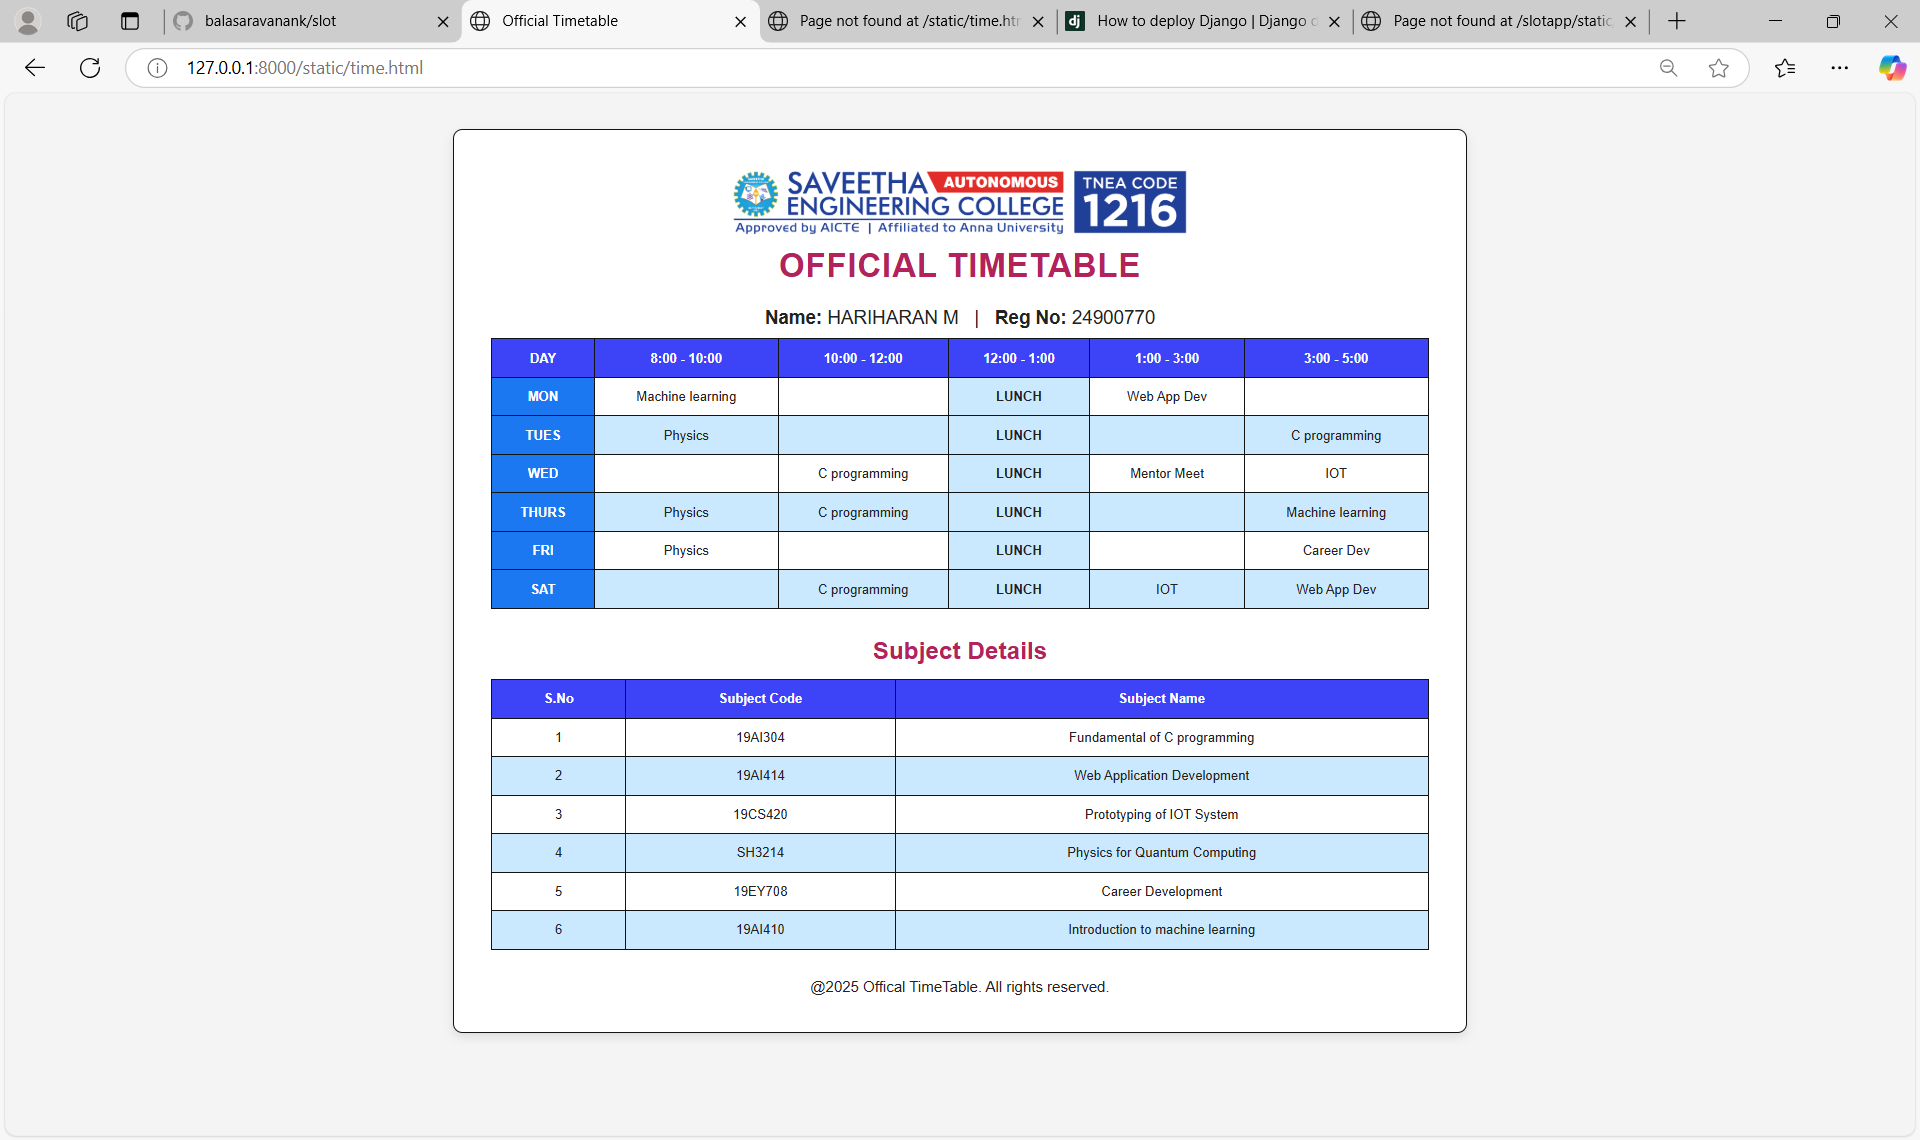 balasaravanank/slot
Official Timetable
Page not found at /static/time.htm
How to deploy Django | Django d
Page not found at /slotapp/static
127.0.0.1:8000/static/time.html
SAVEETHA AUTONOMOUS
ENGINEERING COLLEGE
Approved by AICTE | Affiliated to Anna University
TNEA CODE
1216
OFFICIAL TIMETABLE
Name: HARIHARAN M | Reg No: 24900770
DAY 8:00 - 10:00 10:00 - 12:00 12:00 - 1:00 1:00 - 3:00 3:00 - 5:00
MON Machine learning LUNCH Web App Dev
TUES Physics LUNCH C programming
WED C programming LUNCH Mentor Meet IOT
THURS Physics C programming LUNCH Machine learning
FRI Physics LUNCH Career Dev
SAT C programming LUNCH IOT Web App Dev
Subject Details
S.No Subject Code Subject Name
1 19AI304 Fundamental of C programming
2 19AI414 Web Application Development
3 19CS420 Prototyping of IOT System
4 SH3214 Physics for Quantum Computing
5 19EY708 Career Development
6 19AI410 Introduction to machine learning
@2025 Offical TimeTable. All rights reserved.